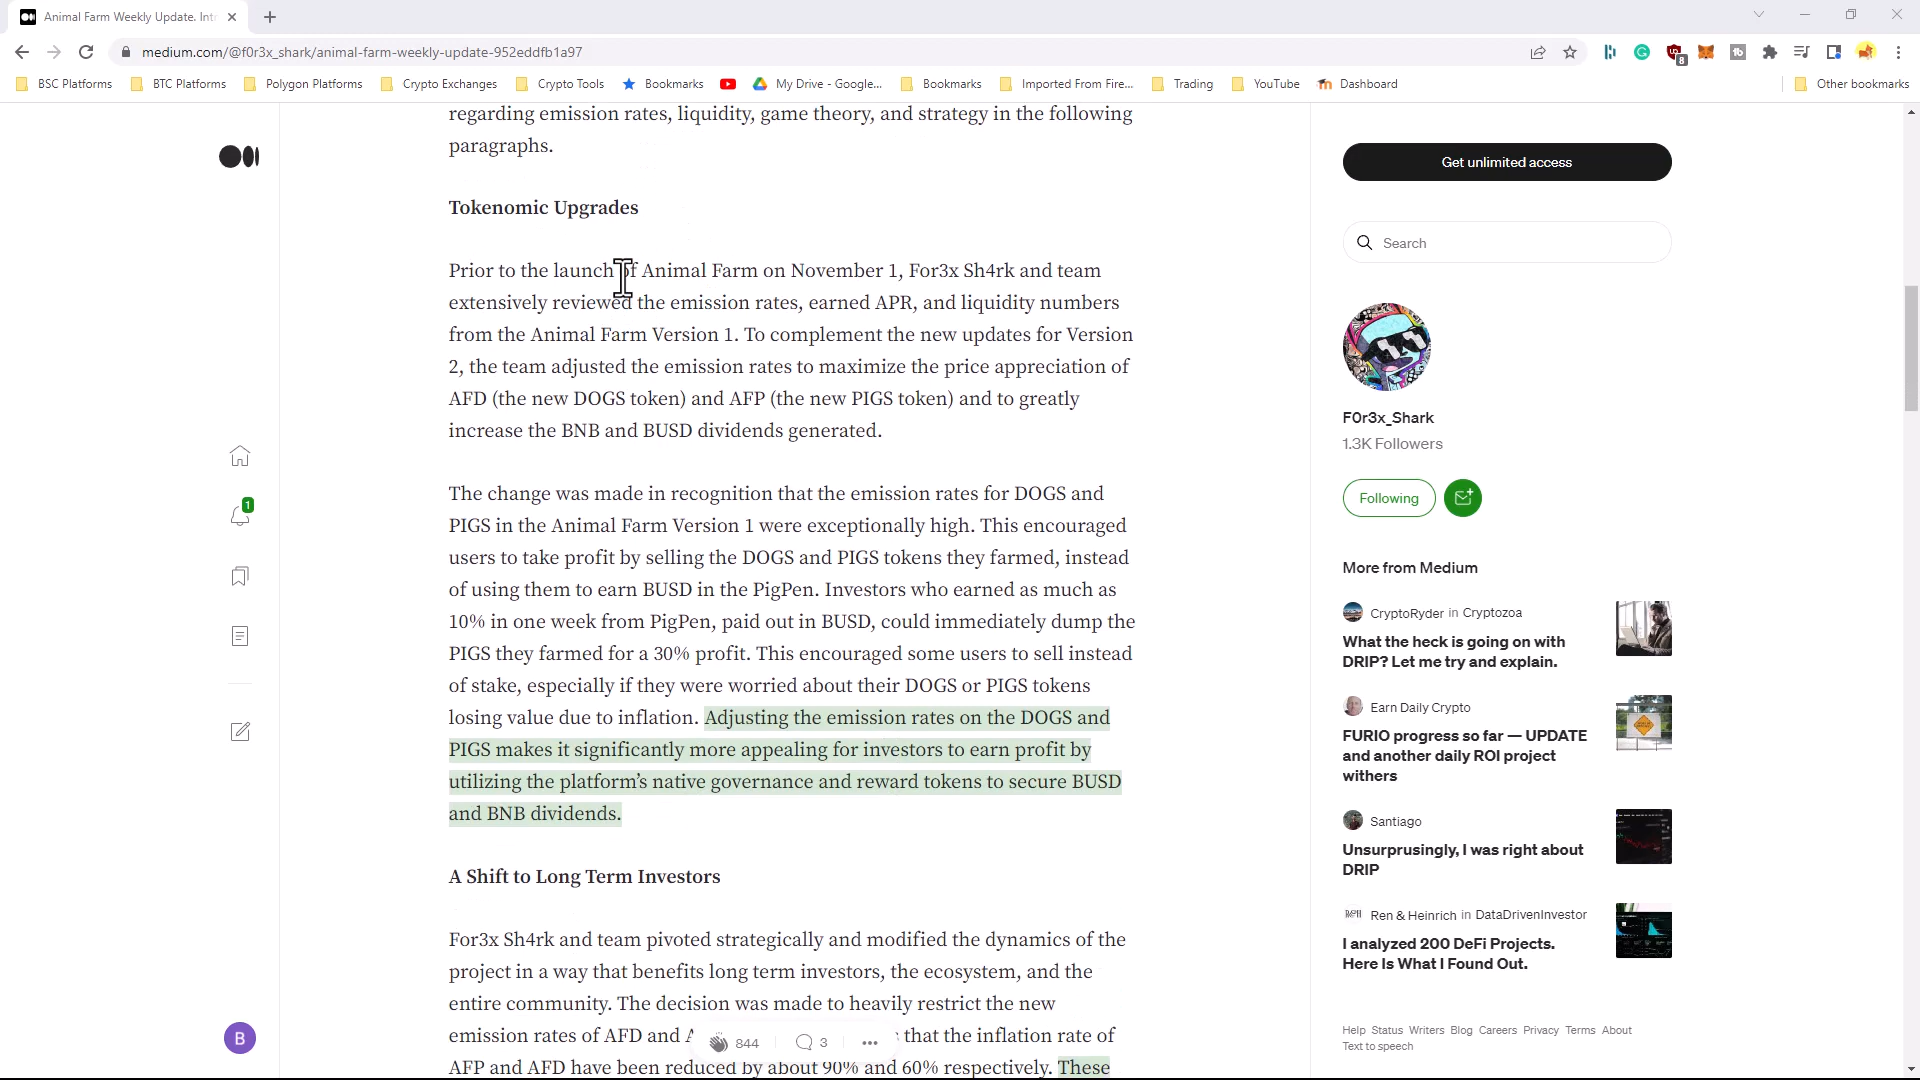 Animal Farm Weekly Update. Intr
medium.com/@f0r3x_shark/animal-farm-weekly-update-952eddfb1a97
8
BSC Platforms
BTC Platforms
Polygon Platforms
Crypto Exchanges
Crypto Tools
Bookmarks
My Drive - Google...
Bookmarks
Imported From Fire...
Trading
YouTube
Dashboard
Other bookmarks
regarding emission rates, liquidity, game theory, and strategy in the following
paragraphs.
Tokenomic Upgrades
Prior to the launch of Animal Farm on November 1, For3x Sh4rk and team
extensively reviewed the emission rates, earned APR, and liquidity numbers
from the Animal Farm Version 1. To complement the new updates for Version
2, the team adjusted the emission rates to maximize the price appreciation of
AFD (the new DOGS token) and AFP (the new PIGS token) and to greatly
increase the BNB and BUSD dividends generated.
The change was made in recognition that the emission rates for DOGS and
PIGS in the Animal Farm Version 1 were exceptionally high. This encouraged
users to take profit by selling the DOGS and PIGS tokens they farmed, instead
of using them to earn BUSD in the PigPen. Investors who earned as much as
10% in one week from PigPen, paid out in BUSD, could immediately dump the
PIGS they farmed for a 30% profit. This encouraged some users to sell instead
of stake, especially if they were worried about their DOGS or PIGS tokens
losing value due to inflation. Adjusting the emission rates on the DOGS and
PIGS makes it significantly more appealing for investors to earn profit by
utilizing the platform's native governance and reward tokens to secure BUSD
and BNB dividends.
A Shift to Long Term Investors
For3x Sh4rk and team pivoted strategically and modified the dynamics of the
project in a way that benefits long term investors, the ecosystem, and the
entire community. The decision was made to heavily restrict the new
emission rates of AFD and A
that the inflation rate of
AFP and AFD have been reduced by about 90% and 60% respectively. These
844
3
1
B
Get unlimited access
Search
F0r3x_Shark
1.3K Followers
Following
More from Medium
CryptoRyder in Cryptozoa
What the heck is going on with
DRIP? Let me try and explain.
Earn Daily Crypto
FURIO progress so far — UPDATE
and another daily ROI project
withers
Santiago
Unsurprusingly, I was right about
DRIP
Ren & Heinrich in DataDrivenInvestor
I analyzed 200 DeFi Projects.
Here Is What I Found Out.
Help Status Writers Blog Careers Privacy Terms About
Text to speech